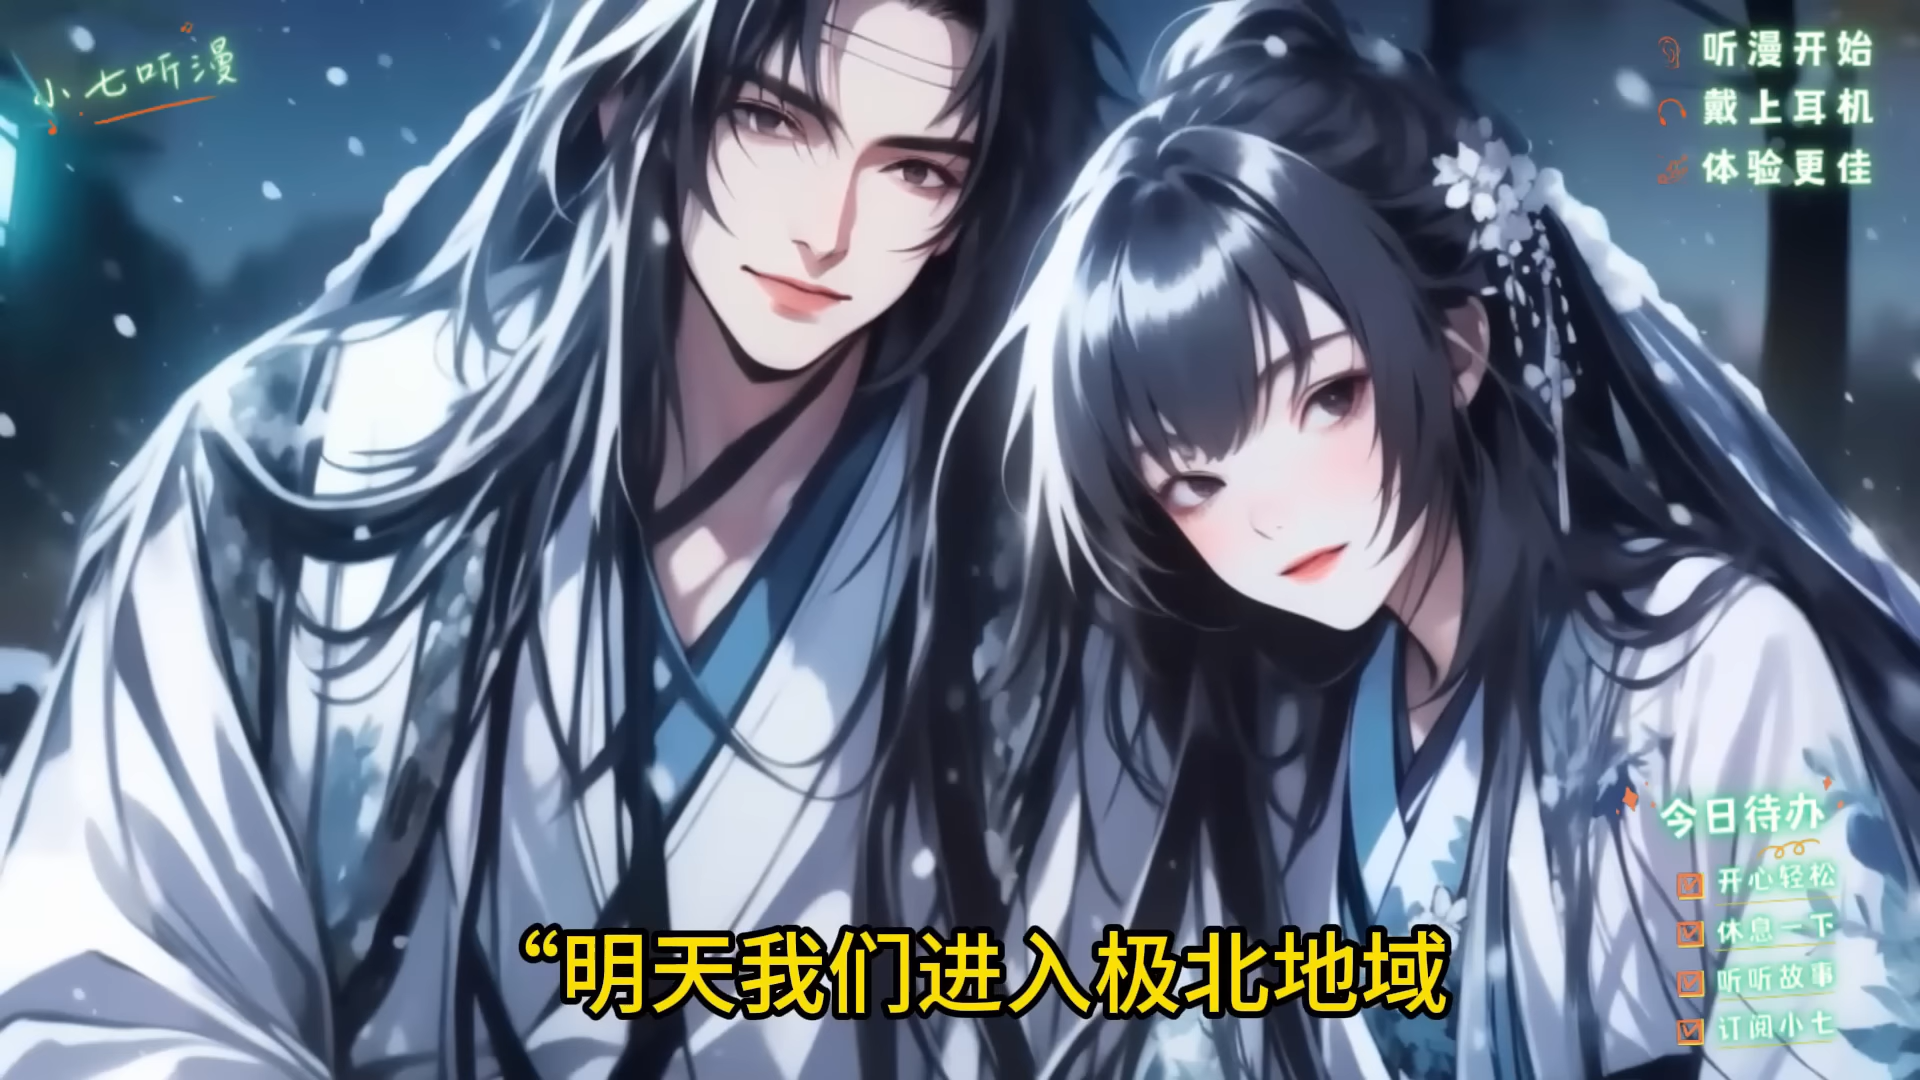 小七听漫
听漫开始
戴上耳机
体验更佳
今日待办
开心轻松
休息一下
听听故事
订阅小七
“明天我们进入极北地域